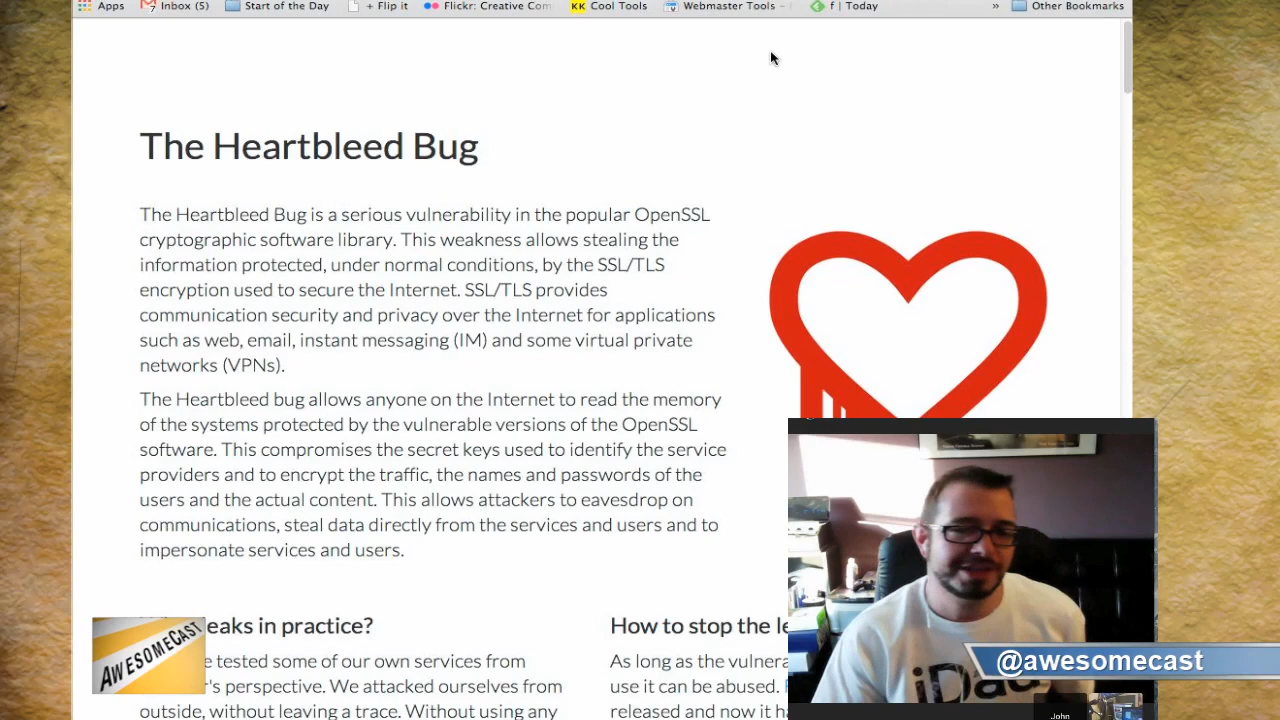 Apps
Inbox (5)
Start of the Day
+ Flip it
Flickr: Creative Com
KK Cool Tools
Webmaster Tools -
f | Today
»
Other Bookmarks
The Heartbleed Bug
The Heartbleed Bug is a serious vulnerability in the popular OpenSSL
cryptographic software library. This weakness allows stealing the
information protected, under normal conditions, by the SSL/TLS
encryption used to secure the Internet. SSL/TLS provides
communication security and privacy over the Internet for applications
such as web, email, instant messaging (IM) and some virtual private
networks (VPNs).
The Heartbleed bug allows anyone on the Internet to read the memory
of the systems protected by the vulnerable versions of the OpenSSL
software. This compromises the secret keys used to identify the service
providers and to encrypt the traffic, the names and passwords of the
users and the actual content. This allows attackers to eavesdrop on
communications, steal data directly from the services and users and to
impersonate services and users.
eaks in practice?
e tested some of our own services from
r's perspective. We attacked ourselves from
outside, without leaving a trace. Without using any
AWESOMECAST
How to stop the le
As long as the vulnera
use it can be abused.
released and now it ha
iDad
@awesomecast
John